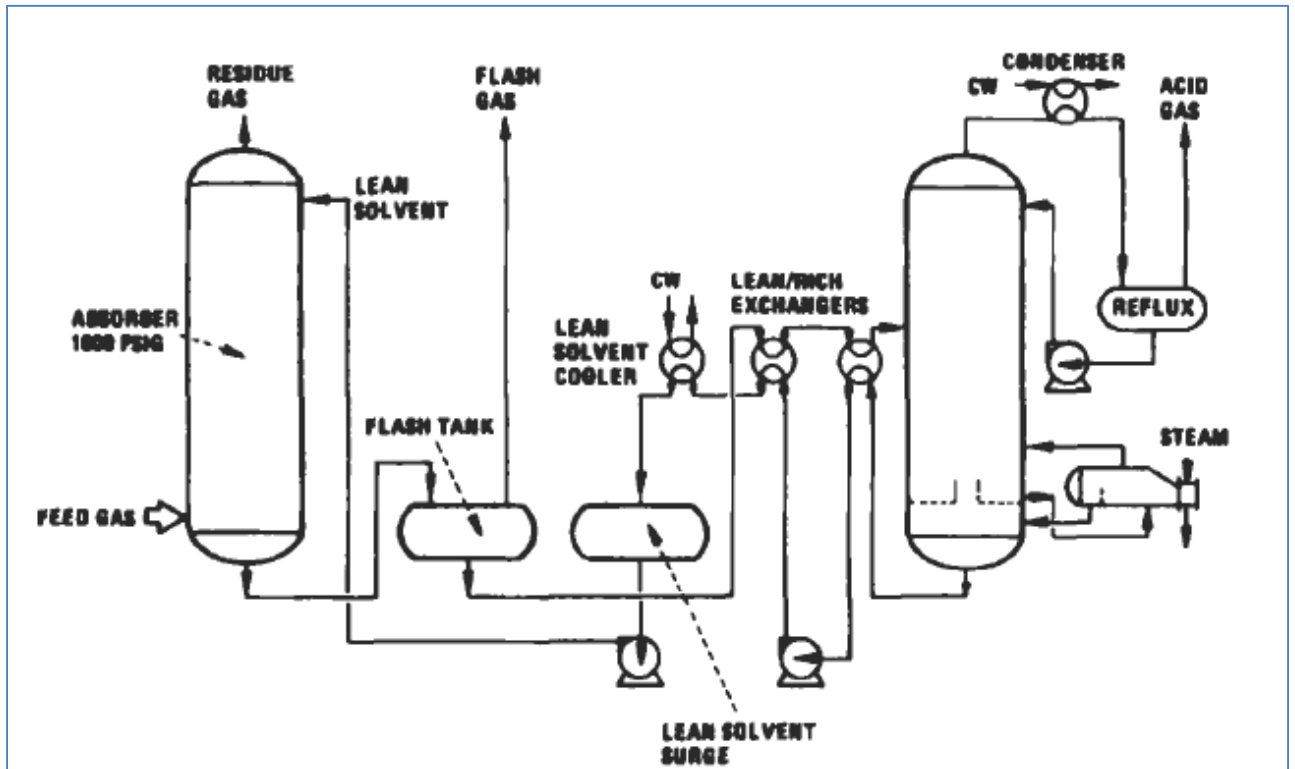 RESIDUE
GAS
FLASH
GAS
CONDENSER
CW
ACID
GAS
LEAN
SOLVENT
CW
LEAN/RICH
EXCHANGERS
REFLUX
ABSORBER
1000 PSIG
LEAN
SOLVENT
COOLER
FLASH TANK
STEAM
FEED GAS
LEAN SOLVENT
SURGE